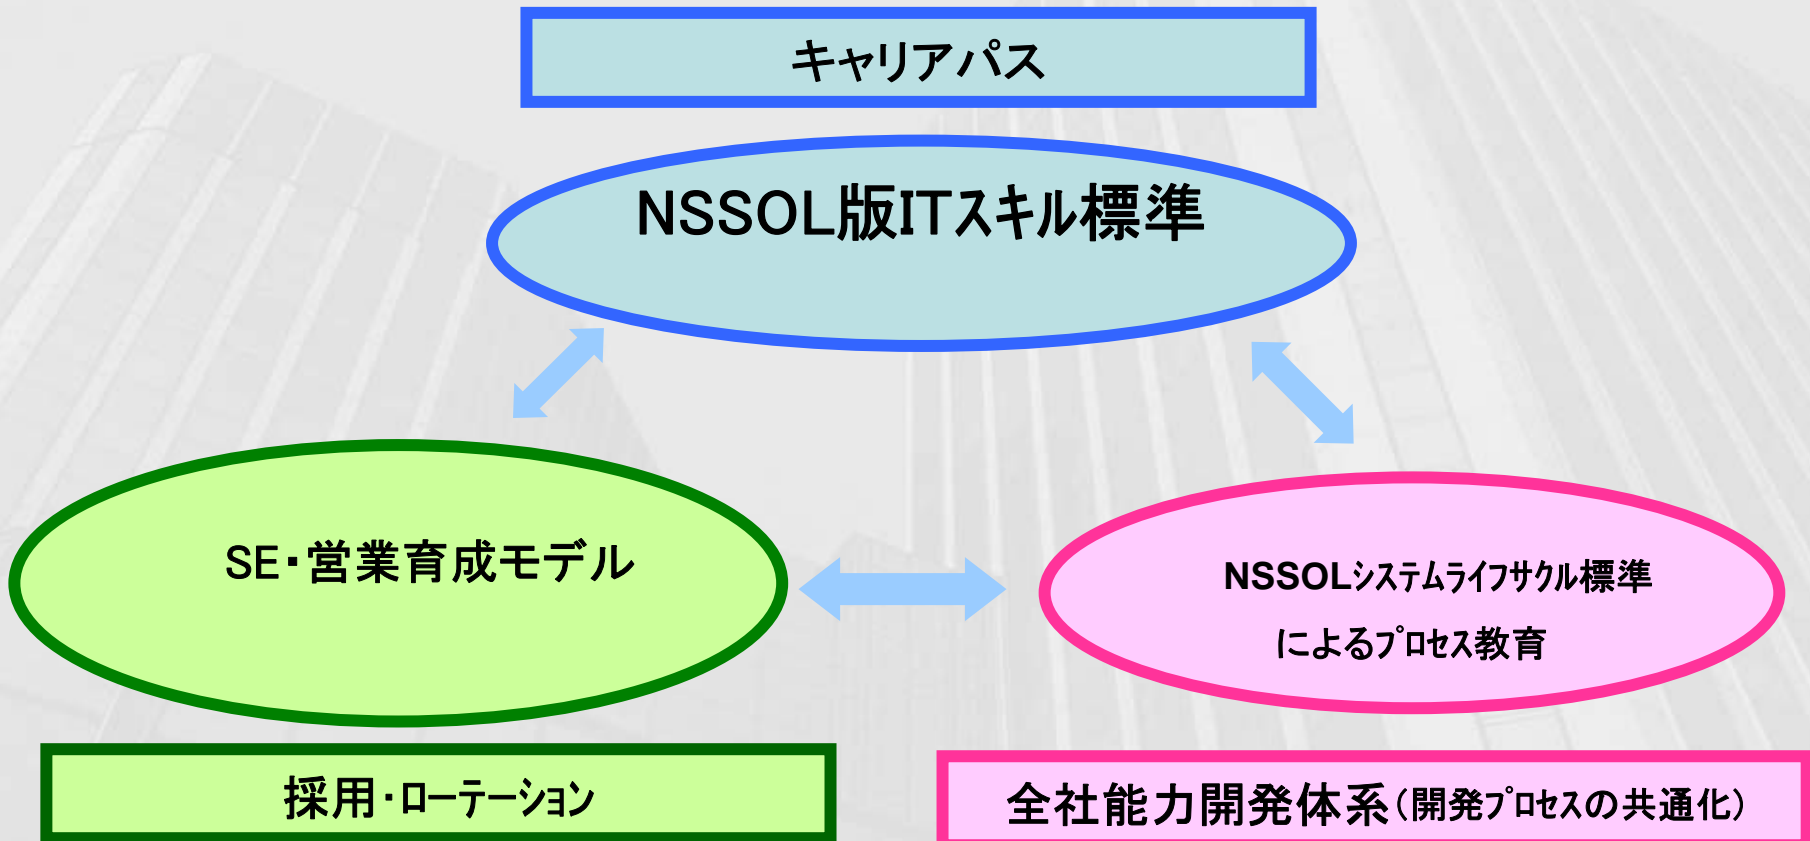 キャリアパス
NSSOL版ITｽｷﾙ標準
SE・営業育成モデル
NSSOLｼｽﾃﾑﾗｲﾌｻｸﾙ標準
によるﾌﾟﾛｾｽ教育
採用・ﾛｰﾃｰｼｮﾝ
全社能力開発体系（開発ﾌﾟﾛｾｽの共通化）